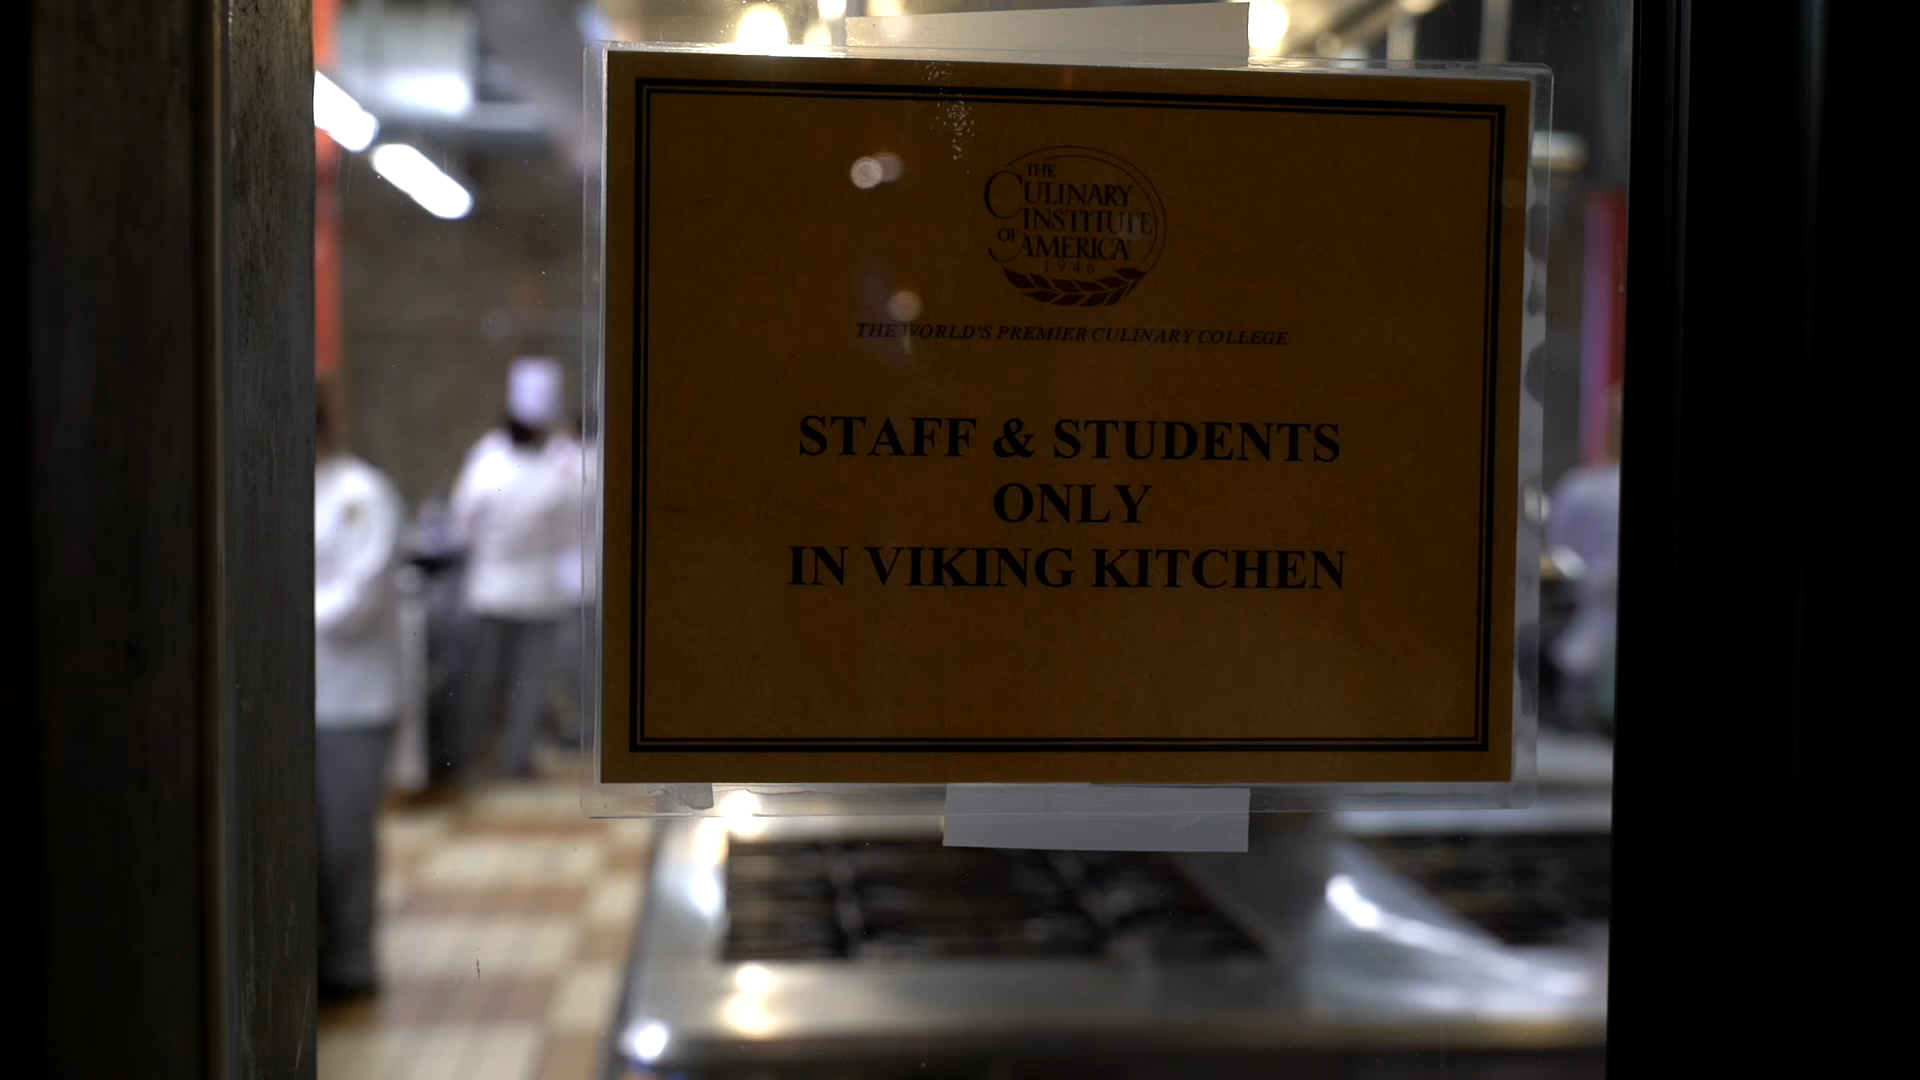 THE
CULINARY
INSTITUTE
OF AMERICA
1946
THE WORLD'S PREMIER CULINARY COLLEGE
STAFF & STUDENTS
ONLY
IN VIKING KITCHEN